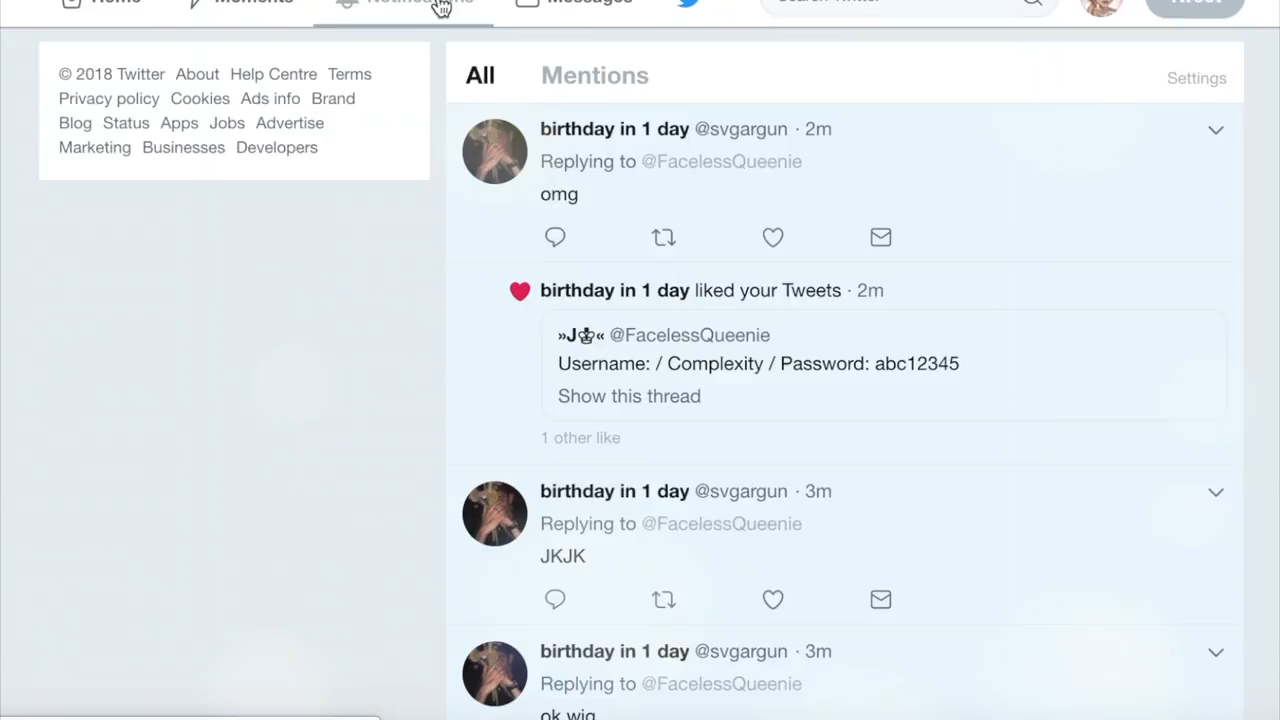 Home Moments Notifications Messages Search Twitter Tweet
© 2018 Twitter About Help Centre Terms
Privacy policy Cookies Ads info Brand
Blog Status Apps Jobs Advertise
Marketing Businesses Developers
All Mentions Settings
birthday in 1 day @svgargun · 2m
Replying to @FacelessQueenie
omg
birthday in 1 day liked your Tweets · 2m
»J♔« @FacelessQueenie
Username: / Complexity / Password: abc12345
Show this thread
1 other like
birthday in 1 day @svgargun · 3m
Replying to @FacelessQueenie
JKJK
birthday in 1 day @svgargun · 3m
Replying to @FacelessQueenie
ok wig